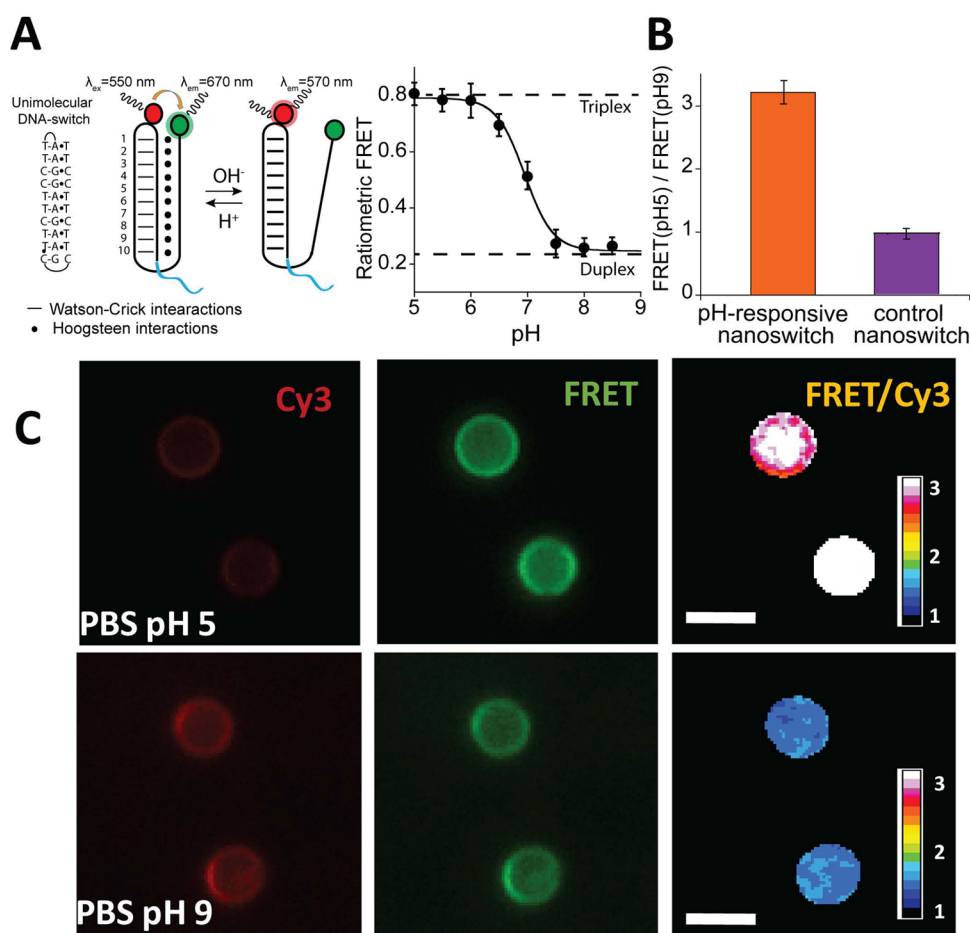 A
λex=550 nm
λem=670 nm
λem=570 nm
Unimolecular
DNA-switch
T-A•T
T-A•T
C-G•C
C-G•C
T-A•T
T-A•T
C-G•C
T-A•T
T-A•T
C-G C
1
2
3
4
5
6
7
8
9
10
OH-
H+
— Watson-Crick intearactions
• Hoogsteen interactions
Ratiometric FRET
0.8
0.6
0.4
0.2
Triplex
Duplex
5 6 7 8 9
pH
B
FRET(pH5) / FRET(pH9)
3
2
1
0
pH-responsive
nanoswitch
control
nanoswitch
C
Cy3
FRET
FRET/Cy3
3
2
1
PBS pH 5
3
2
1
PBS pH 9